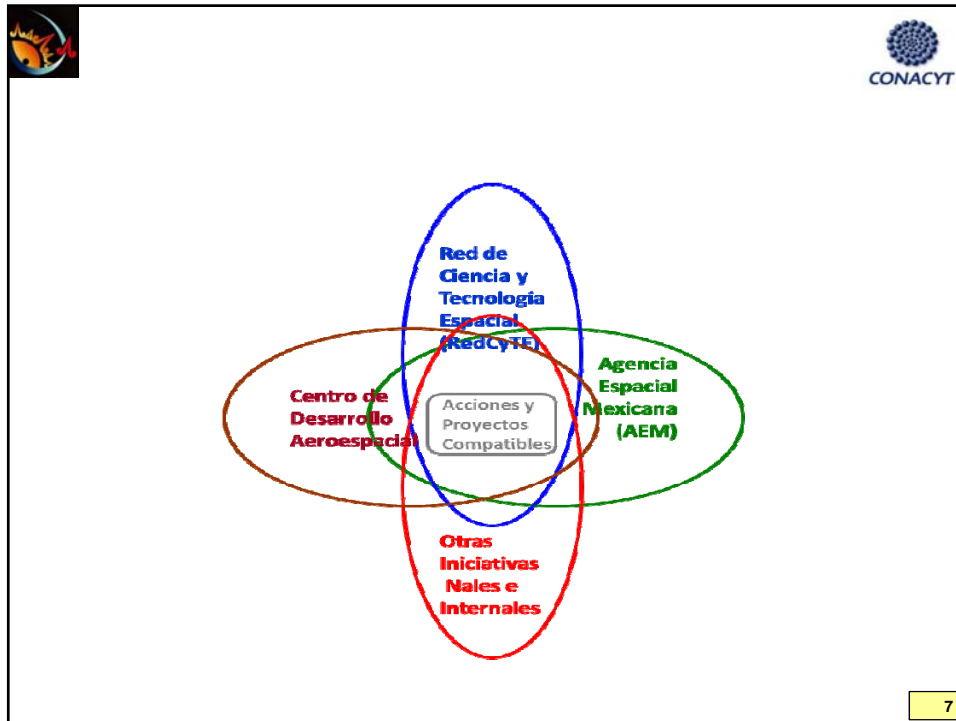 CONACYT
Red de
Ciencia y
Tecnología
Espacial
(RedCyTE)
Agencia
Espacial
Mexicana
(AEM)
Centro de
Desarrollo
Aeroespacial
Acciones y
Proyectos
Compatibles
Otras
Iniciativas
Nales e
Internales
7